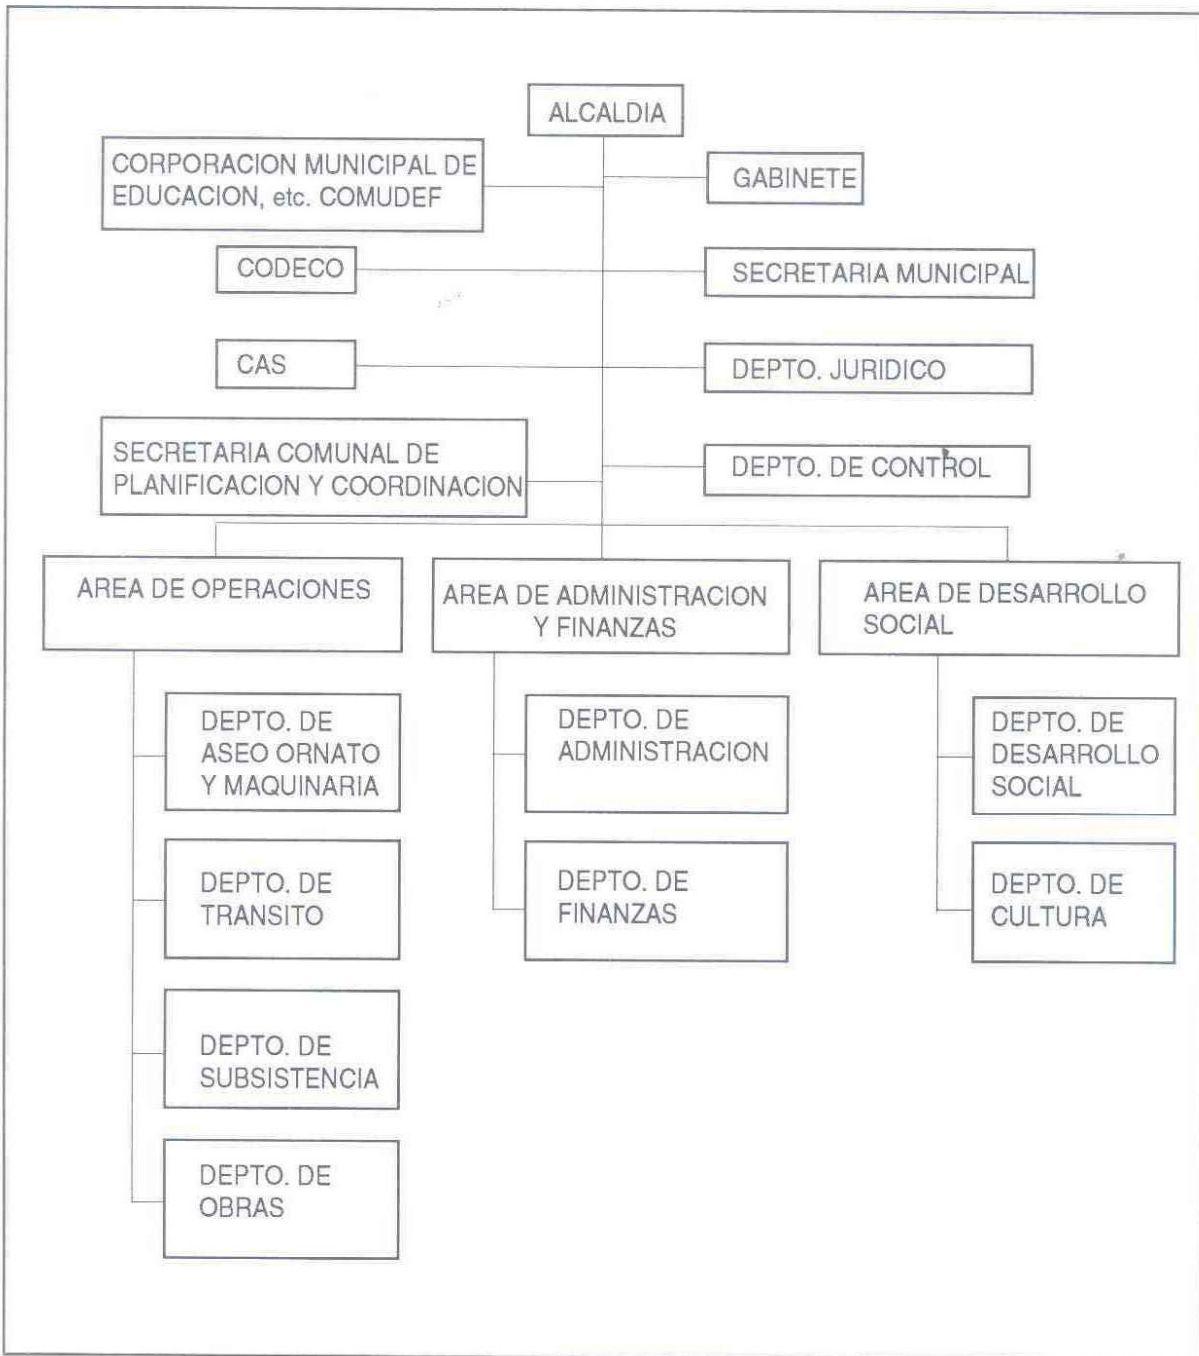 ALCALDIA
CORPORACION MUNICIPAL DE
EDUCACION, etc. COMUDEF
GABINETE
CODECO
SECRETARIA MUNICIPAL
CAS
DEPTO. JURIDICO
SECRETARIA COMUNAL DE
PLANIFICACION Y COORDINACION
DEPTO. DE CONTROL
AREA DE OPERACIONES
AREA DE ADMINISTRACION
Y FINANZAS
AREA DE DESARROLLO
SOCIAL
DEPTO. DE
ASEO ORNATO
Y MAQUINARIA
DEPTO. DE
TRANSITO
DEPTO. DE
SUBSISTENCIA
DEPTO. DE
OBRAS
DEPTO. DE
ADMINISTRACION
DEPTO. DE
FINANZAS
DEPTO. DE
DESARROLLO
SOCIAL
DEPTO. DE
CULTURA